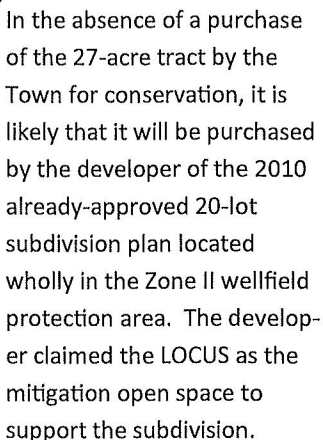 In the absence of a purchase
of the 27-acre tract by the
Town for conservation, it is
likely that it will be purchased
by the developer of the 2010
already-approved 20-lot
subdivision plan located
wholly in the Zone II wellfield
protection area.  The develop-
er claimed the LOCUS as the
mitigation open space to
support the subdivision.